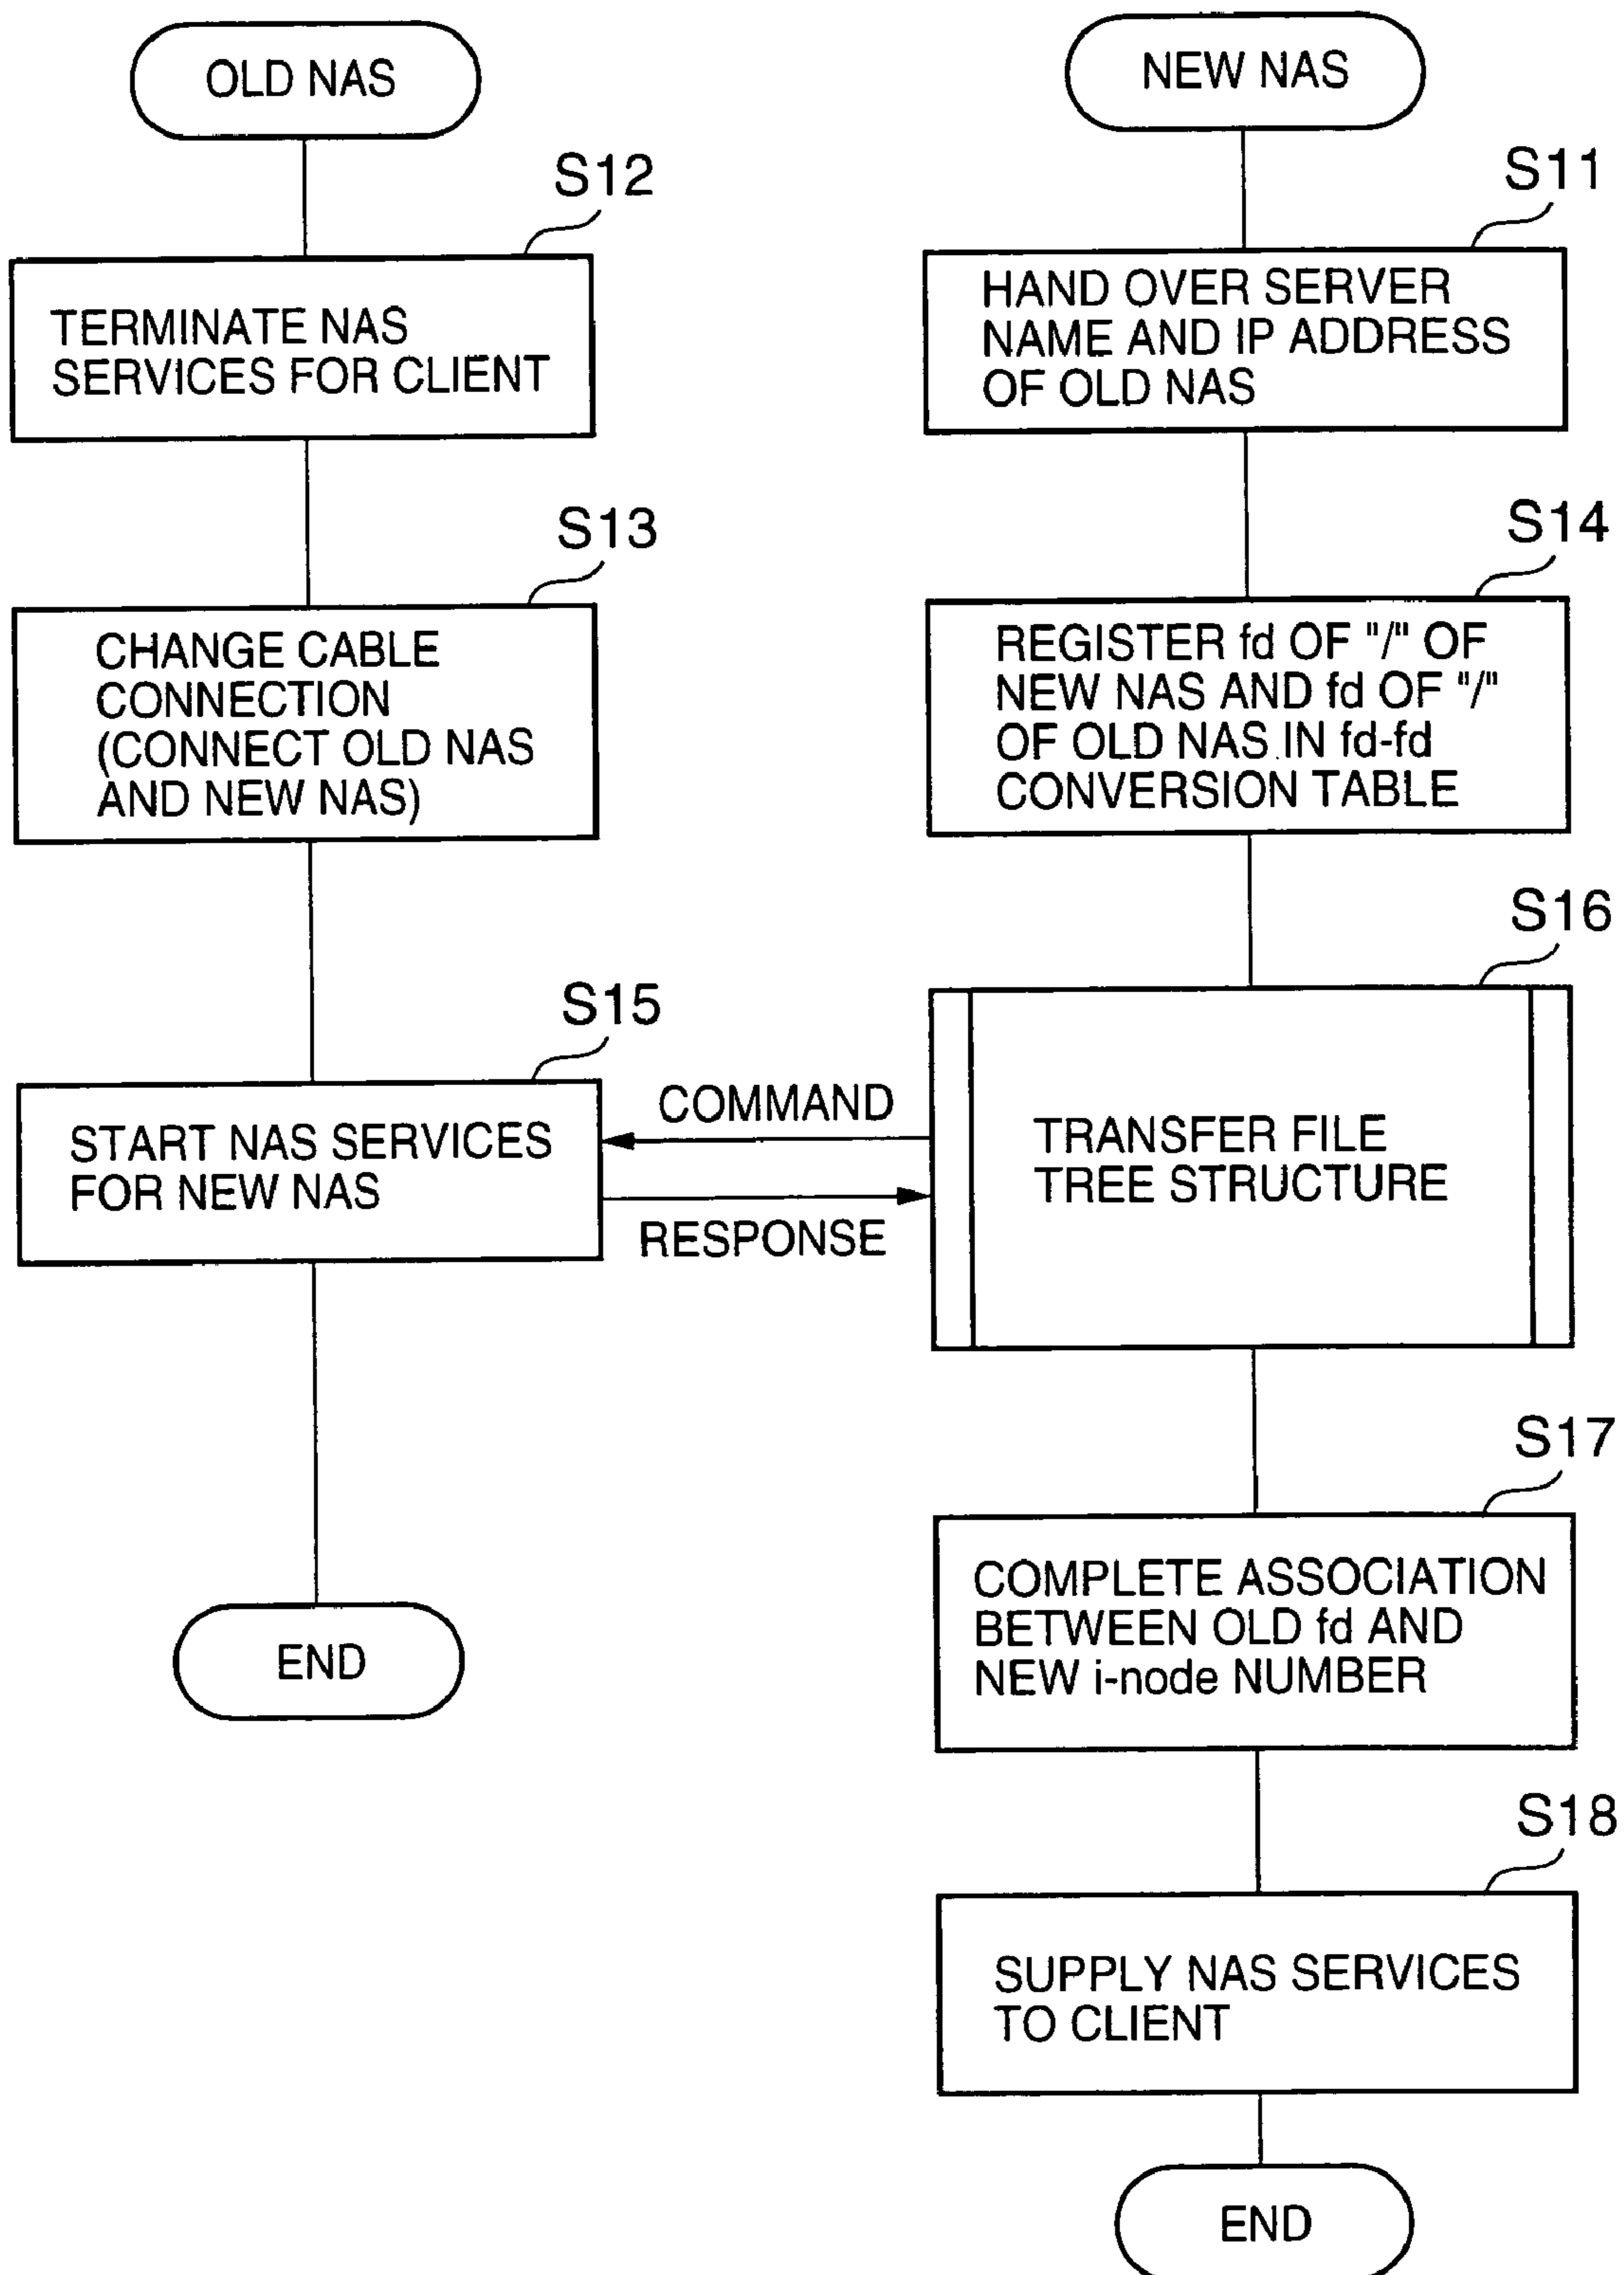 OLD NAS
S12
TERMINATE NAS
SERVICES FOR CLIENT
S13
CHANGE CABLE
CONNECTION
(CONNECT OLD NAS
AND NEW NAS)
S15
START NAS SERVICES
FOR NEW NAS
END
COMMAND
RESPONSE
NEW NAS
S11
HAND OVER SERVER
NAME AND IP ADDRESS
OF OLD NAS
S14
REGISTER fd OF "/" OF
NEW NAS AND fd OF "/"
OF OLD NAS IN fd-fd
CONVERSION TABLE
S16
TRANSFER FILE
TREE STRUCTURE
S17
COMPLETE ASSOCIATION
BETWEEN OLD fd AND
NEW i-node NUMBER
S18
SUPPLY NAS SERVICES
TO CLIENT
END